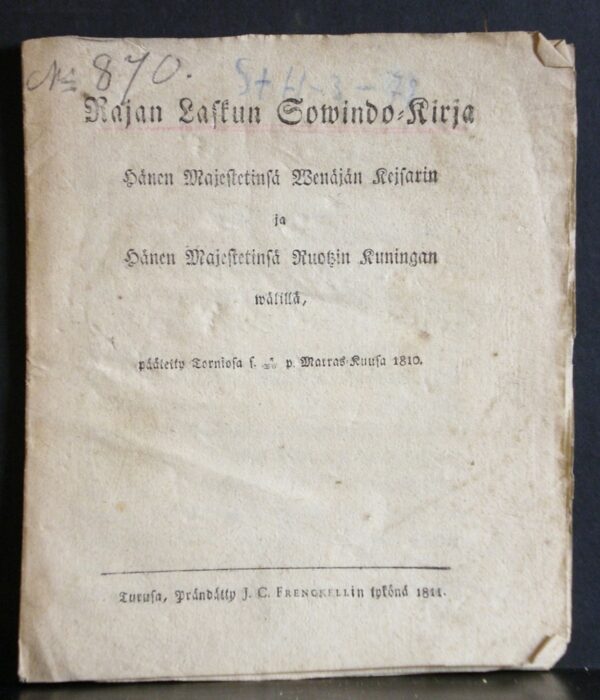 No 870.
Rajan Laskun Sowindo-Kirja
Hänen Majestetinsä Wenäjän Keisarin
ja
Hänen Majestetinsä Ruotzin Kuningan
wälillä,
pääteity Torniosa s. p. Marras-Kuusa 1810.
Turusa, Prändätty J. C. FRENCKELLin tykönä 1811.